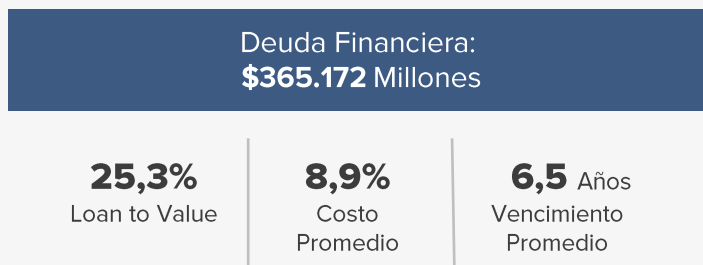 Deuda Financiera:
$365.172 Millones
25,3%
Loan to Value
8,9%
Costo
Promedio
6,5 Años
Vencimiento
Promedio